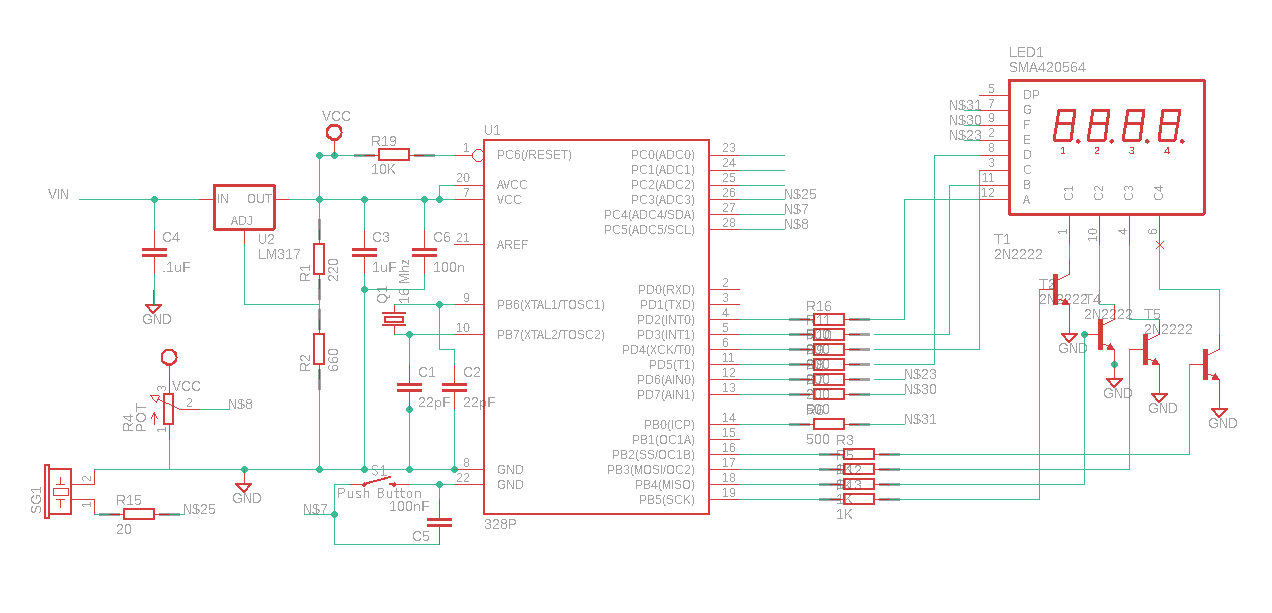 LED1
SMA420564
5 DP
N$31 7 G
N$30 9 F
N$23 2 E
8 D
3 C
11 B
12 A
1 2 3 4
C1 C2 C3 C4
1 10 4 6
VCC
R19
10K
U1
1 PC6(/RESET)
20 AVCC
7 VCC
21 AREF
9 PB6(XTAL1/TOSC1)
10 PB7(XTAL2/TOSC2)
8 GND
22 GND
328P
PC0(ADC0) 23
PC1(ADC1) 24
PC2(ADC2) 25
PC3(ADC3) 26 N$25
PC4(ADC4/SDA) 27 N$7
PC5(ADC5/SCL) 28 N$8
PD0(RXD) 2
PD1(TXD) 3
PD2(INT0) 4
PD3(INT1) 5
PD4(XCK/T0) 6
PD5(T1) 11
PD6(AIN0) 12 N$23
PD7(AIN1) 13 N$30
PB0(ICP) 14 N$31
PB1(OC1A) 15
PB2(SS/OC1B) 16
PB3(MOSI/OC2) 17
PB4(MISO) 18
PB5(SCK) 19
R16
500
R3
1K
VIN
IN OUT
ADJ
U2
LM317
C4
.1uF
GND
R1
220
R2
660
C3
1uF
C6
100n
Q1
16 Mhz
C1
22pF
C2
22pF
VCC
3
R4
POT
2 N$8
1
SG1
2
1
R15
20
N$25
GND
S1
Push Button
N$7
100nF
C5
T1
2N2222
T2
2N2222
T4
2N2222
T5
2N2222
GND
GND
GND
GND